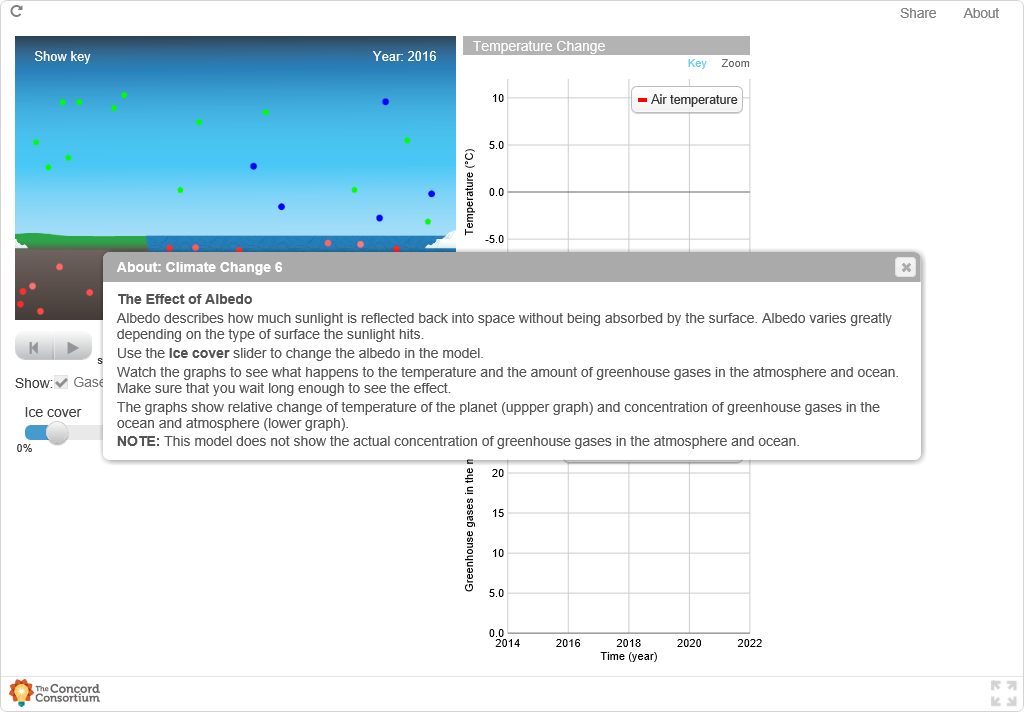 Share
About
Show key
Year: 2016
Temperature Change
Key
Zoom
Air temperature
10
5.0
0.0
-5.0
Temperature (°C)
About: Climate Change 6
The Effect of Albedo
Albedo describes how much sunlight is reflected back into space without being absorbed by the surface. Albedo varies greatly
depending on the type of surface the sunlight hits.
Use the Ice cover slider to change the albedo in the model.
Watch the graphs to see what happens to the temperature and the amount of greenhouse gases in the atmosphere and ocean.
Make sure that you wait long enough to see the effect.
The graphs show relative change of temperature of the planet (uppper graph) and concentration of greenhouse gases in the
ocean and atmosphere (lower graph).
NOTE: This model does not show the actual concentration of greenhouse gases in the atmosphere and ocean.
Show:
Gase
Ice cover
0%
Greenhouse gases in the
20
15
10
5.0
0.0
2014
2016
2018
2020
2022
Time (year)
The Concord
Consortium